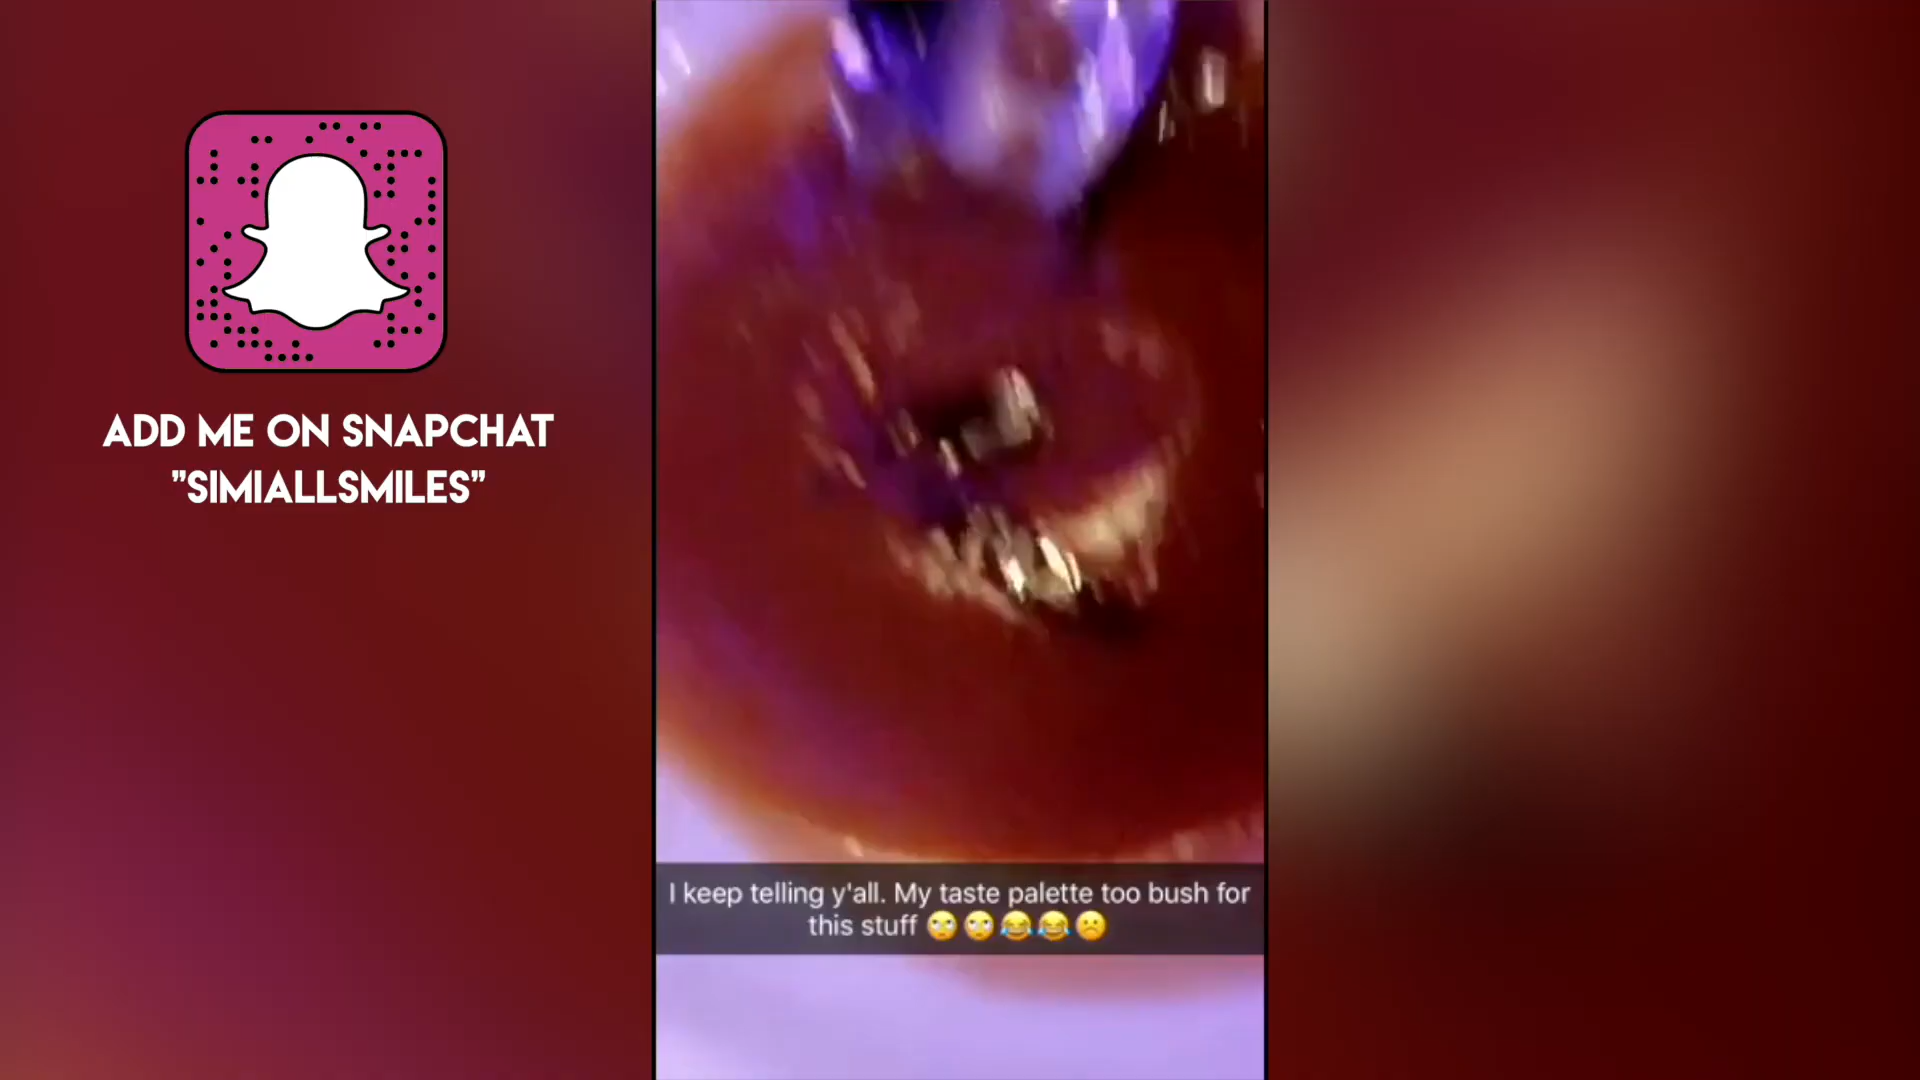 ADD ME ON SNAPCHAT
"SIMIALLSMILES"
I keep telling y'all. My taste palette too bush for
this stuff 🙄🙄😂😂☹️